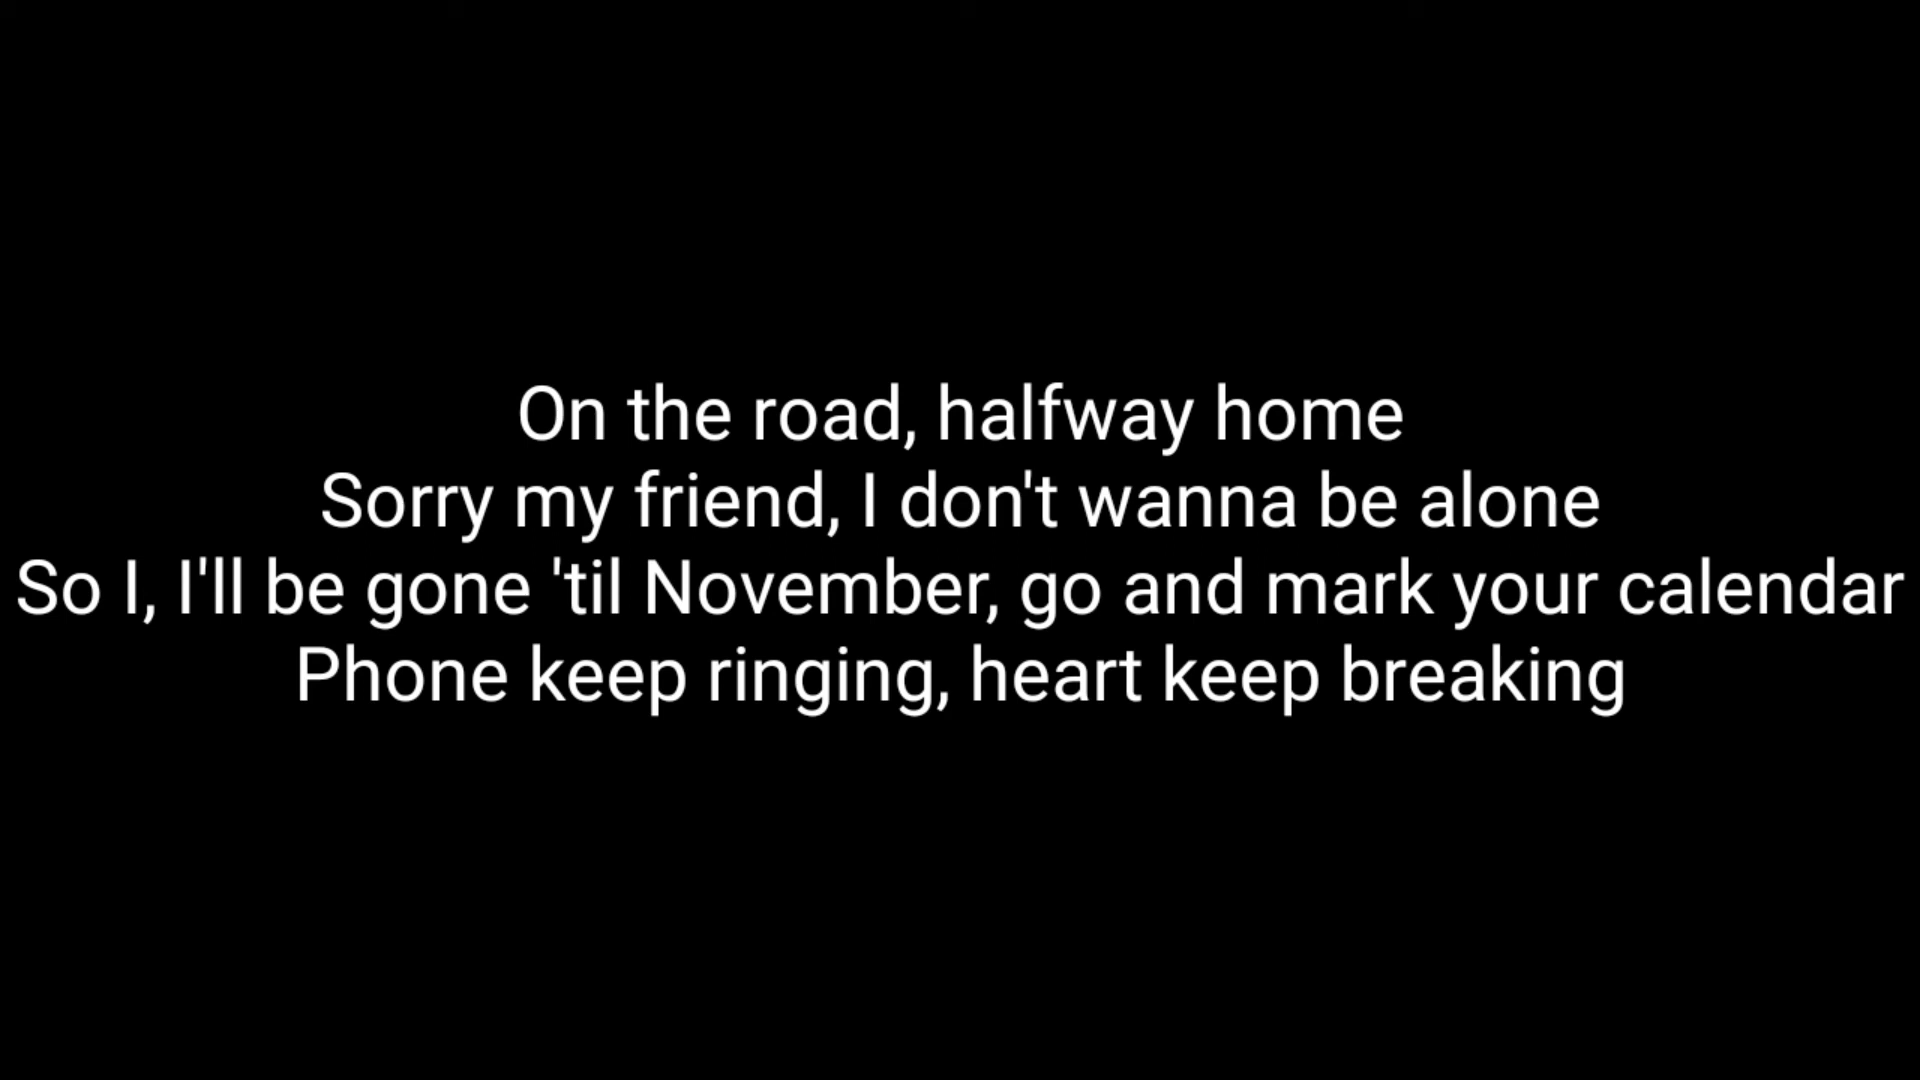 On the road, halfway home
Sorry my friend, I don't wanna be alone
So I, I'll be gone 'til November, go and mark your calendar
Phone keep ringing, heart keep breaking